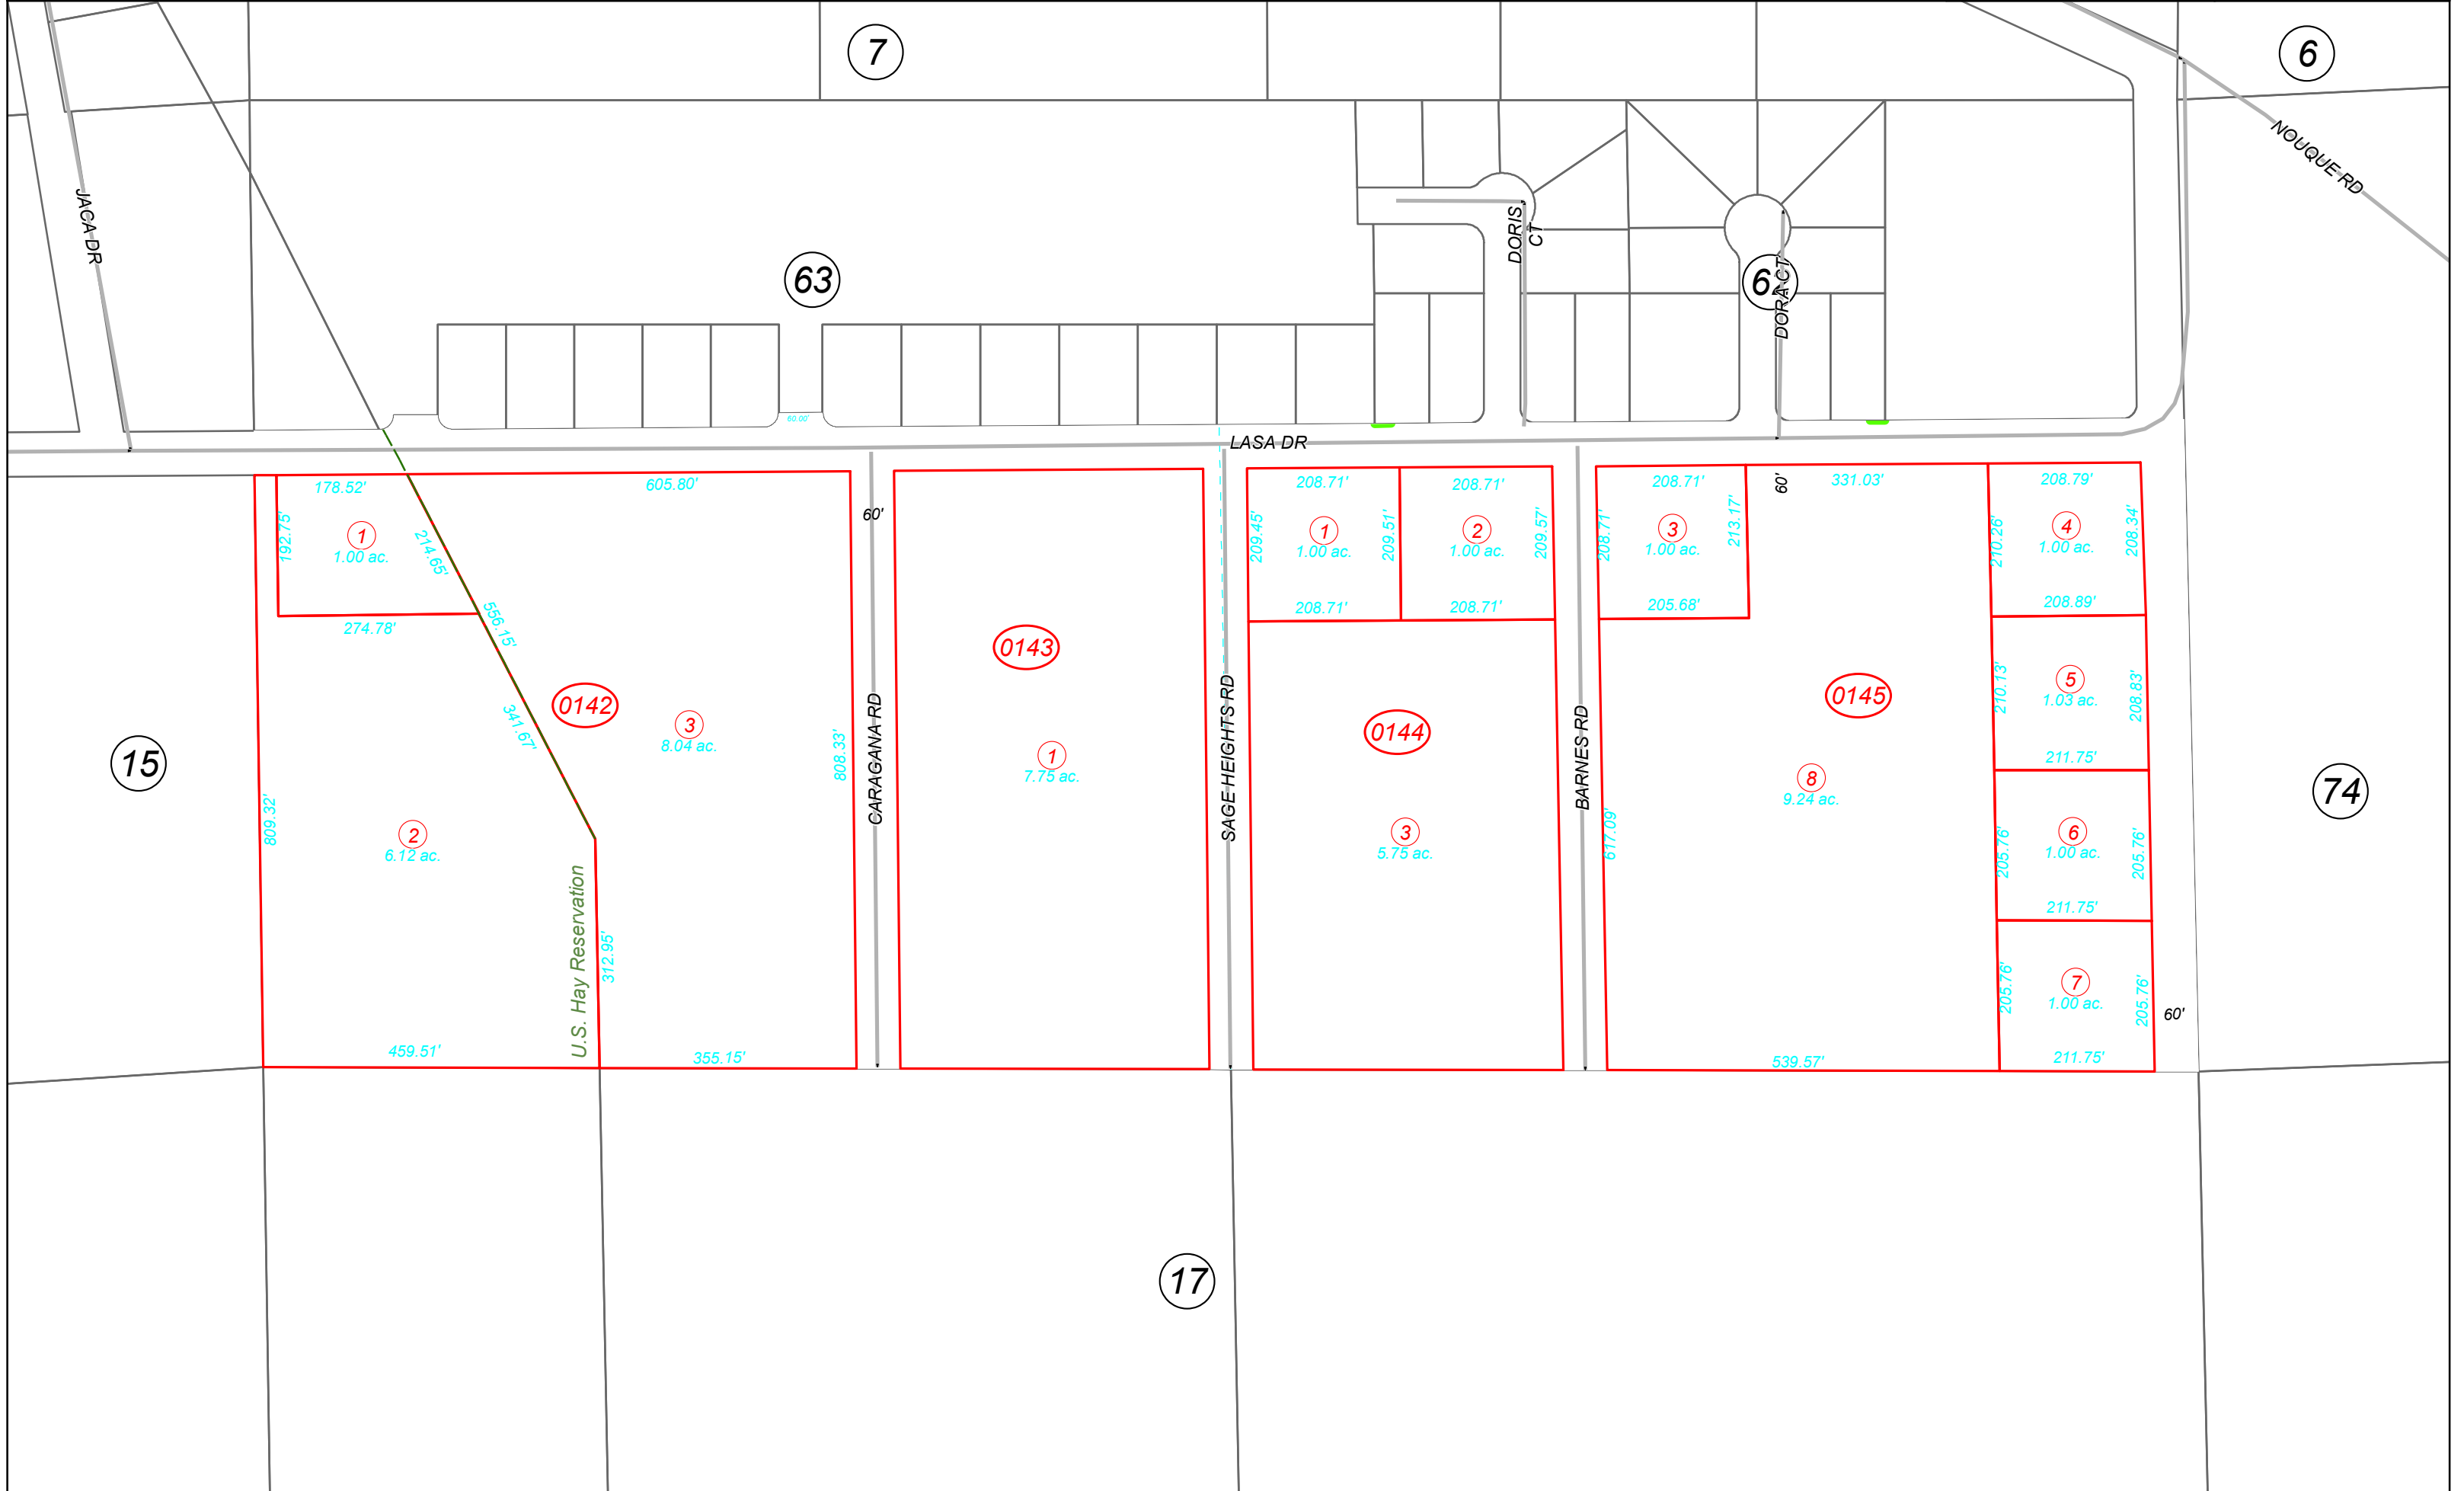 7
6
NOUQUE RD
JACA DR
DORIS
CT
63
DORA CT
60.00'
LASA DR
178.52'
605.80'
208.71'
208.71'
208.71'
60'
331.03'
208.79'
192.75'
1
1.00 ac.
214.65'
60'
209.45'
1
1.00 ac.
209.51'
2
1.00 ac.
209.57'
208.71'
3
1.00 ac.
213.17'
210.26'
4
1.00 ac.
208.34'
274.78'
556.15'
208.71'
208.71'
205.68'
208.89'
0142
341.67'
3
8.04 ac.
808.33'
CARAGANA RD
0143
1
7.75 ac.
SAGE HEIGHTS RD
0144
3
5.75 ac.
BARNES RD
617.09'
0145
8
9.24 ac.
210.13'
5
1.03 ac.
208.83'
211.75'
15
809.32'
2
6.12 ac.
205.76'
6
1.00 ac.
205.76'
211.75'
74
U.S. Hay Reservation
312.95'
205.76'
7
1.00 ac.
205.76'
60'
459.51'
355.15'
539.57'
211.75'
17